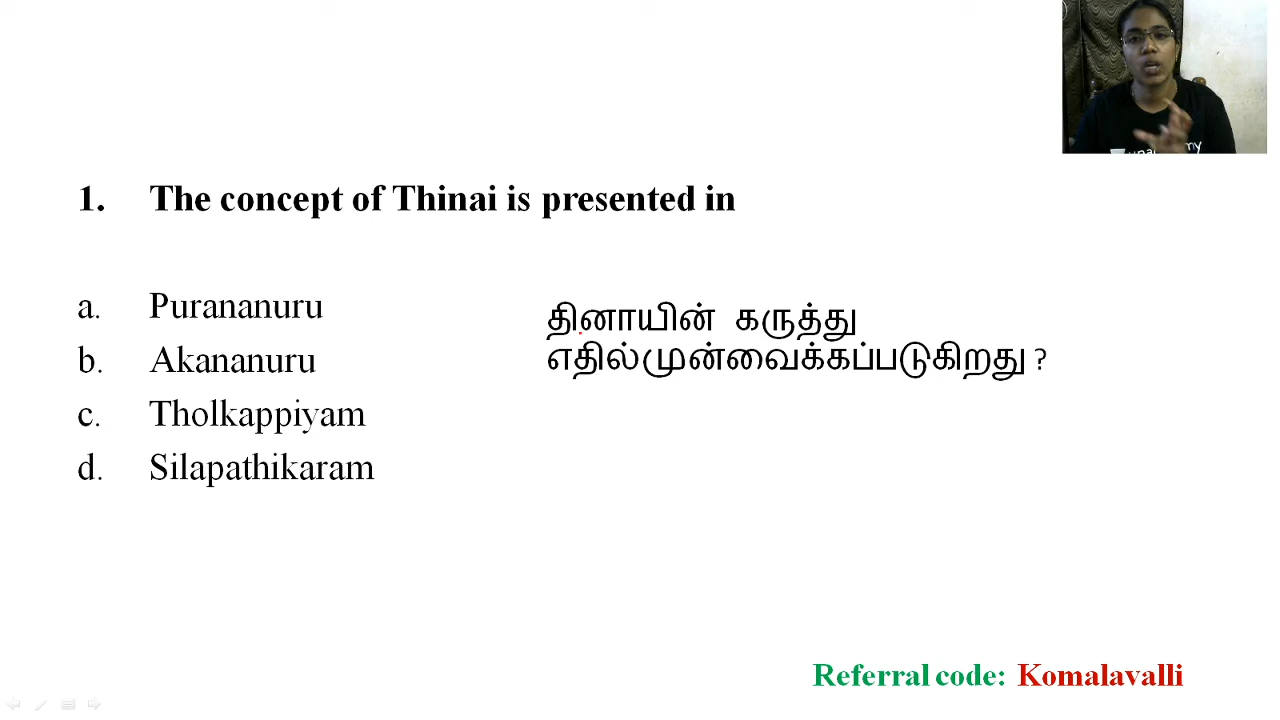 1. The concept of Thinai is presented in
a. Purananuru
b. Akananuru
c. Tholkappiyam
d. Silapathikaram
தினாயின் கருத்து
எதில்முன்வைக்கப்படுகிறது ?
Referral code: Komalavalli